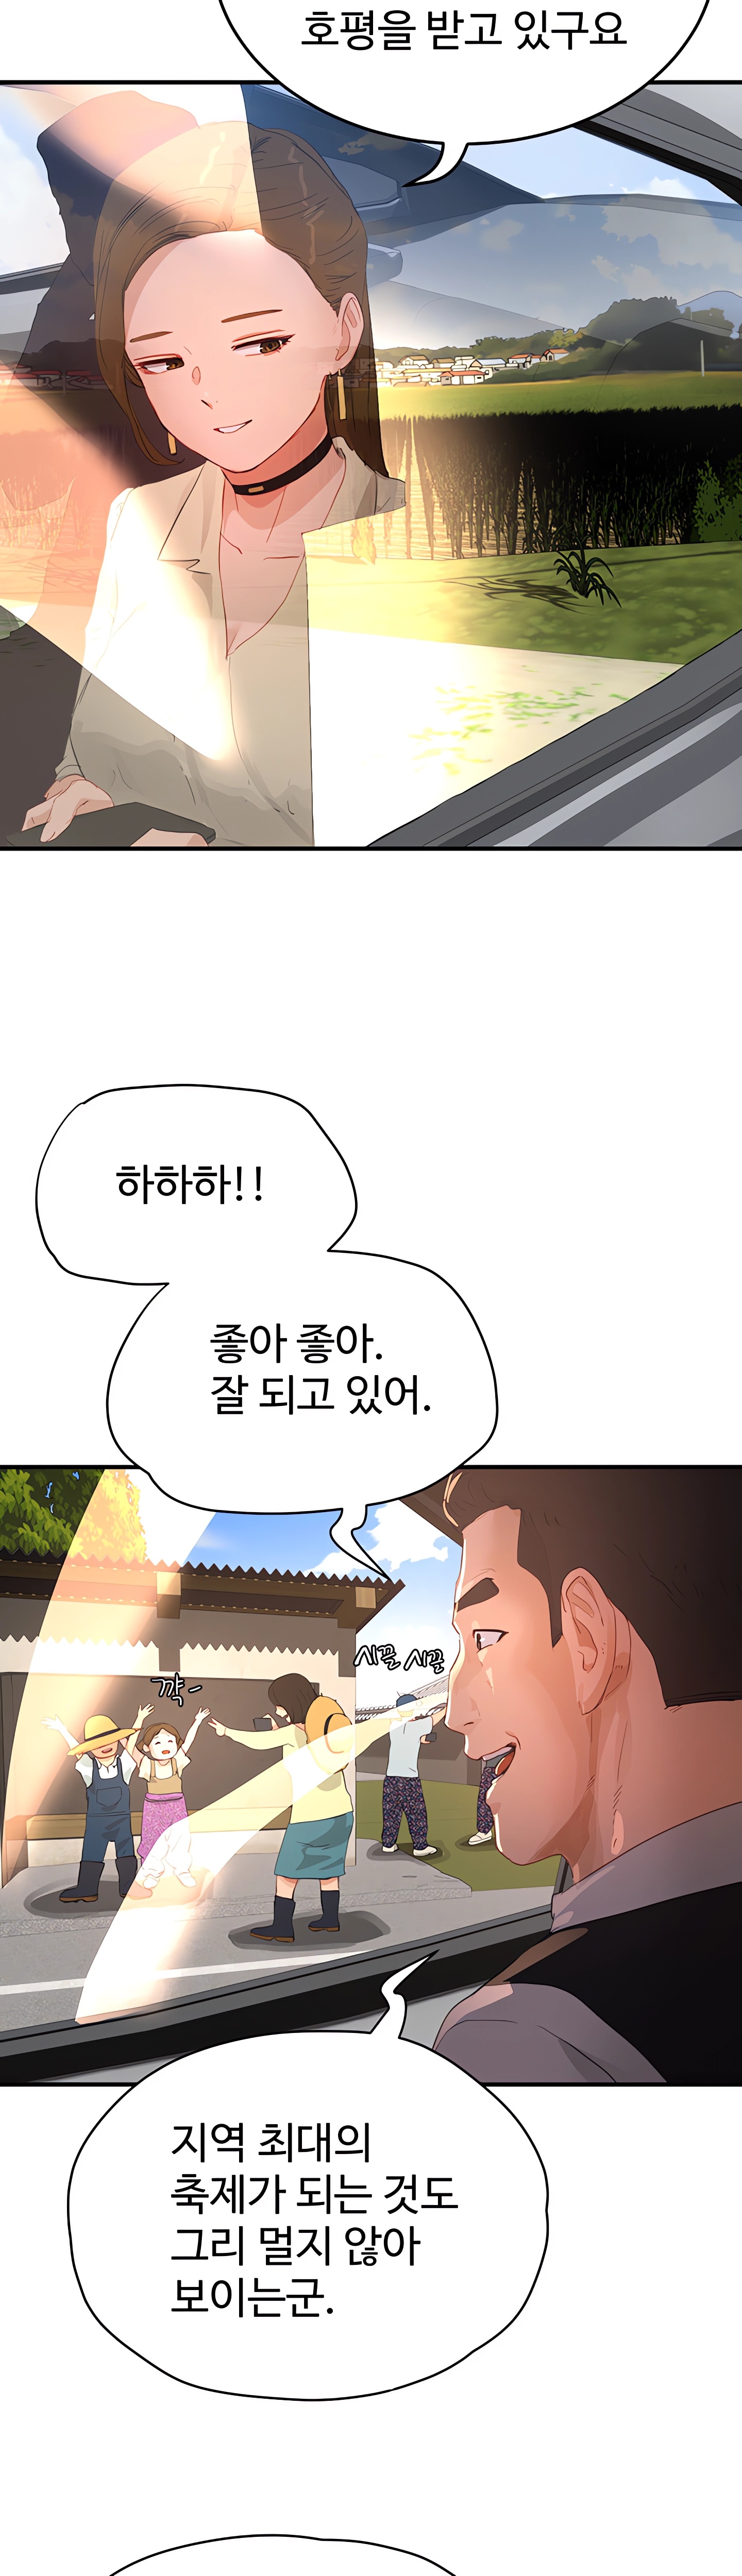 호평을 받고 있구요
하하하!!
좋아 좋아.
잘 되고 있어.
꺅~
시끌 시끌
지역 최대의
축제가 되는 것도
그리 멀지 않아
보이는군.